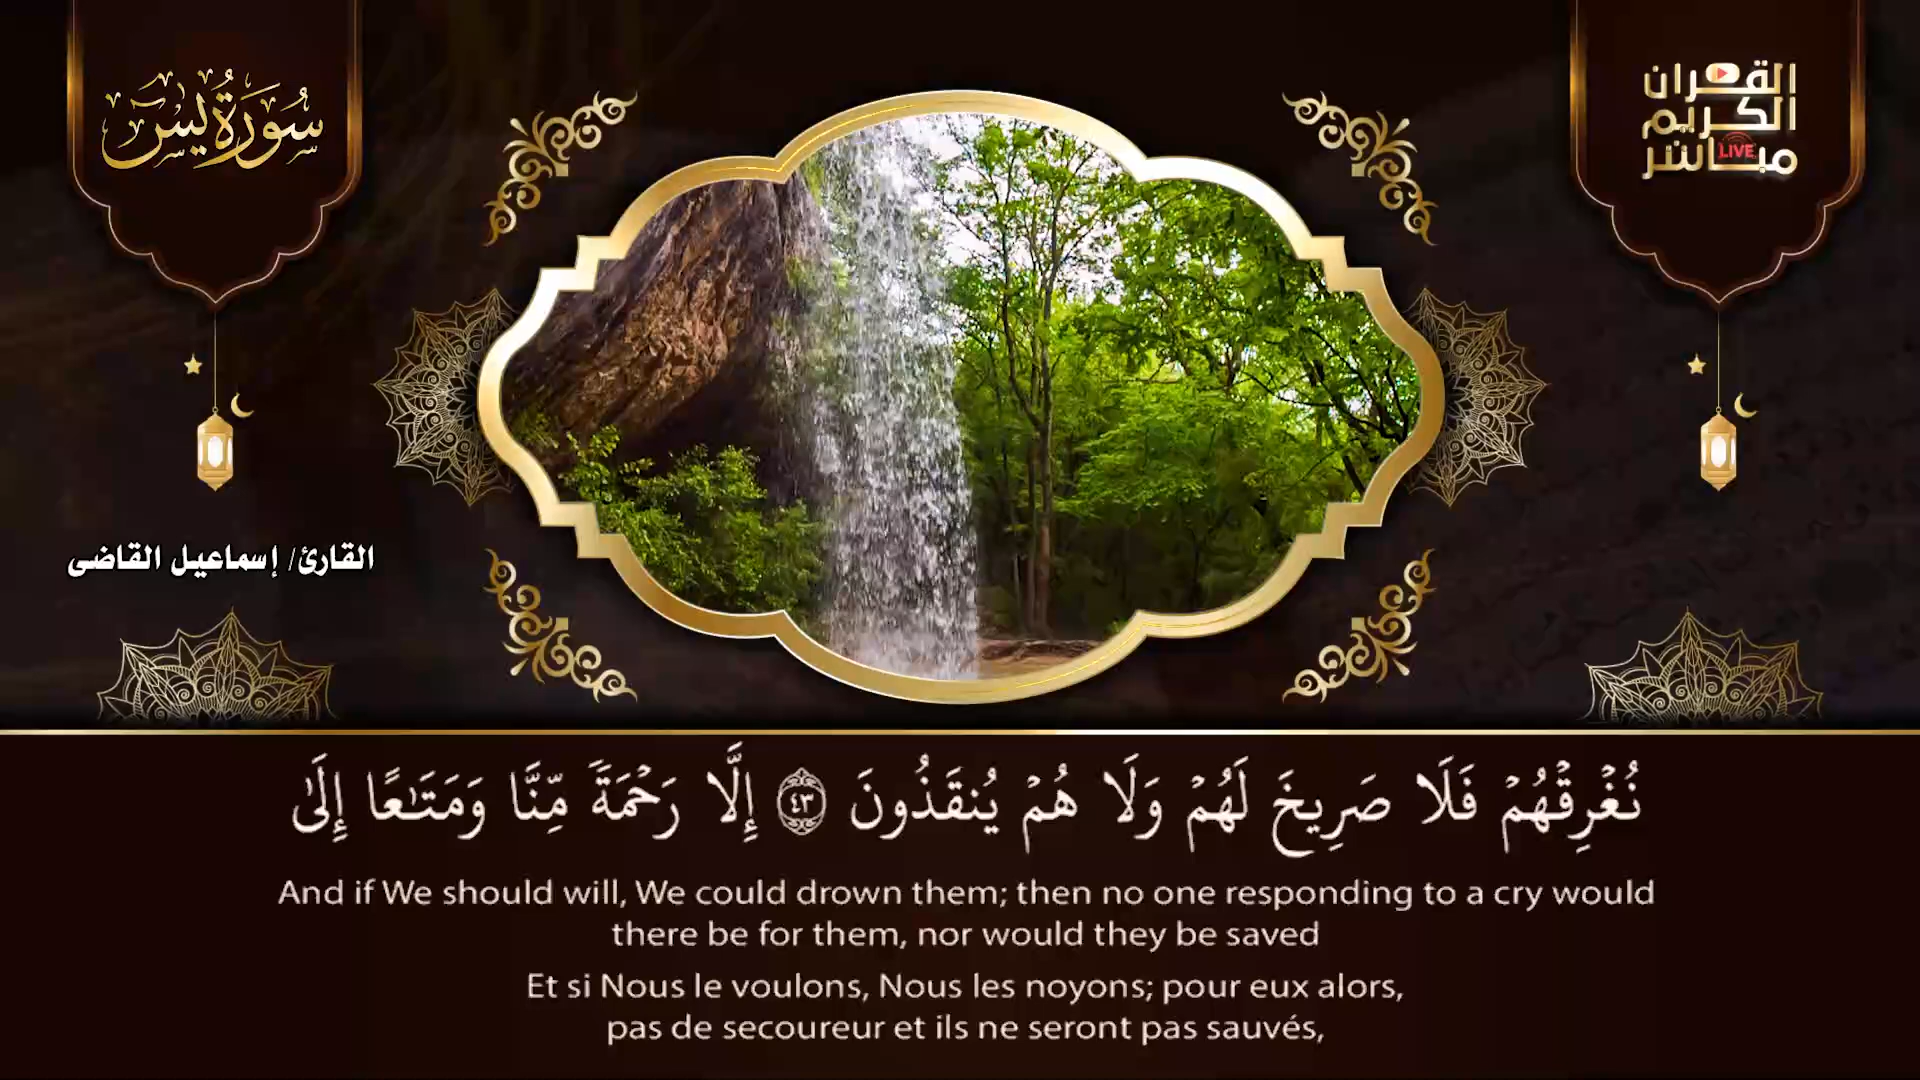 سُورَةُ يس
القرآن
الكريم
LIVE
مباشر
القارئ/ إسماعيل القاضى
نُغْرِقْهُمْ فَلَا صَرِيخَ لَهُمْ وَلَا هُمْ يُنقَذُونَ ٤٣ إِلَّا رَحْمَةً مِّنَّا وَمَتَٰعًا إِلَىٰ
And if We should will, We could drown them; then no one responding to a cry would
there be for them, nor would they be saved
Et si Nous le voulons, Nous les noyons; pour eux alors,
pas de secoureur et ils ne seront pas sauvés,